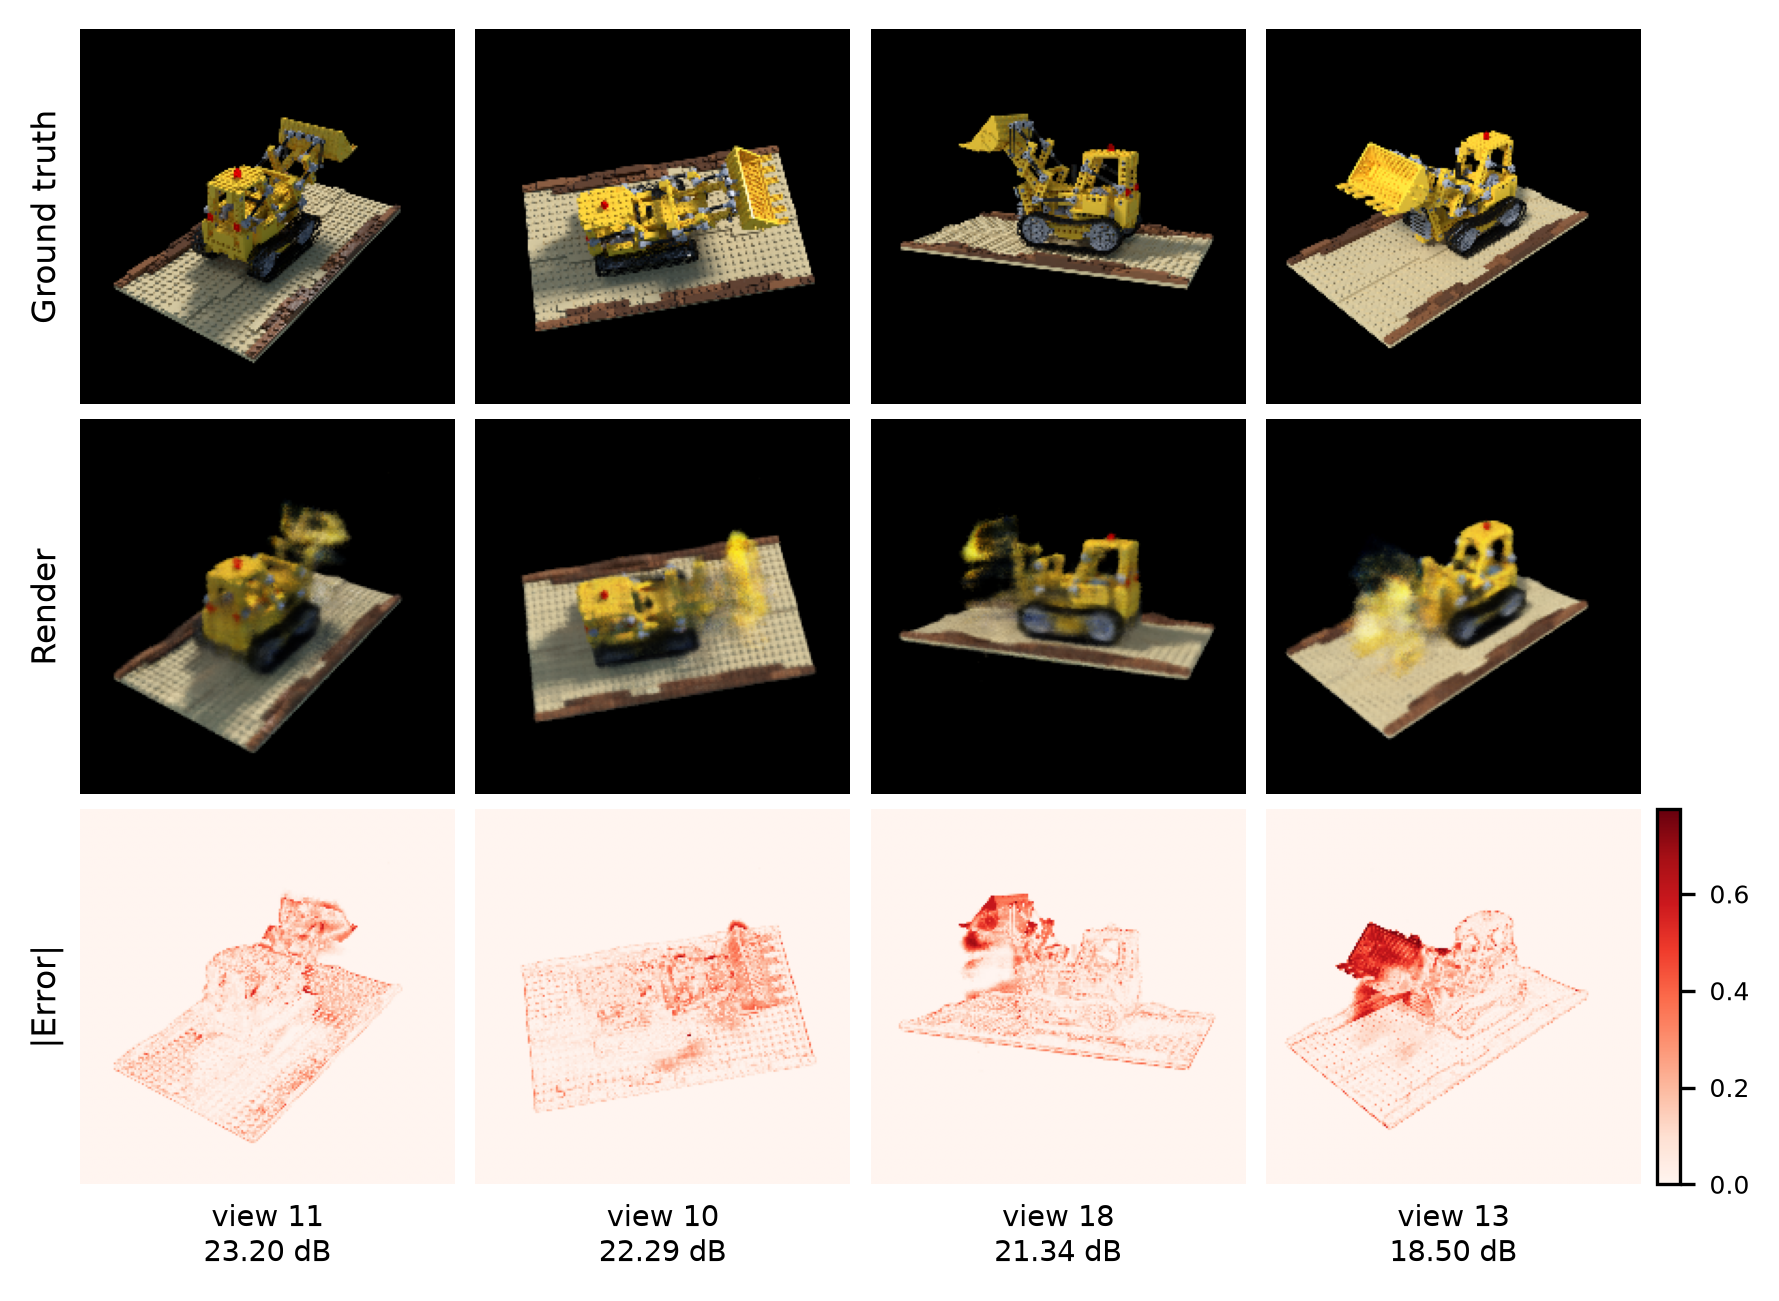 Ground truth
Render
|Error|
0.6
0.4
0.2
0.0
view 11
23.20 dB
view 10
22.29 dB
view 18
21.34 dB
view 13
18.50 dB